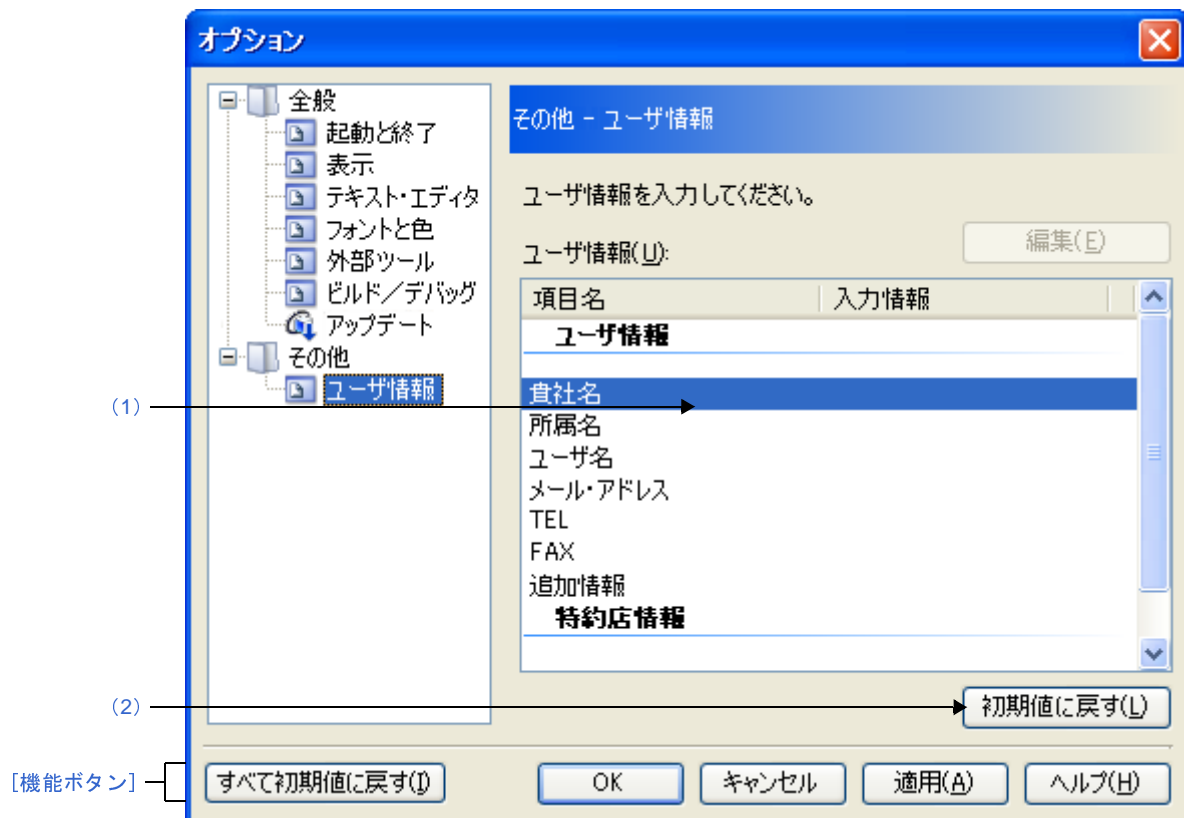 オプション
全般
起動と終了
表示
テキスト・エディタ
フォントと色
外部ツール
ビルド／デバッグ
アップデート
その他
ユーザ情報
その他 - ユーザ情報
ユーザ情報を入力してください。
編集(E)
ユーザ情報(U):
項目名 入力情報
ユーザ情報
貴社名
所属名
ユーザ名
メール・アドレス
TEL
FAX
追加情報
特約店情報
(1)
(2)
初期値に戻す(L)
[機能ボタン]
すべて初期値に戻す(I) OK キャンセル 適用(A) ヘルプ(H)